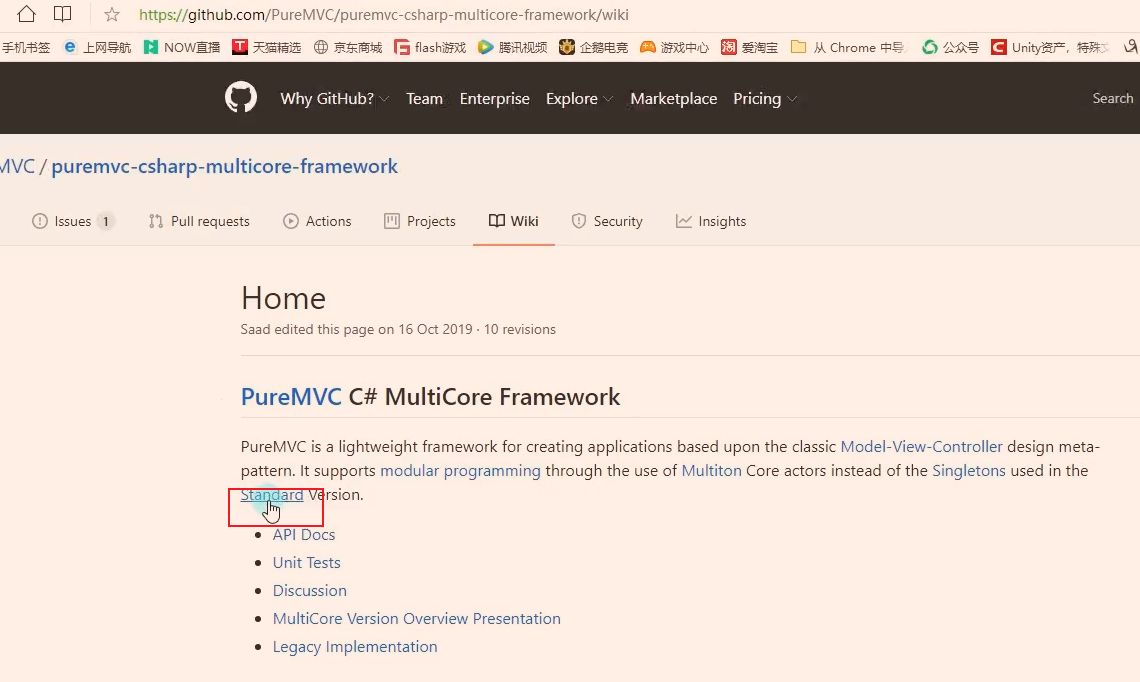 https://github.com/PureMVC/puremvc-csharp-multicore-framework/wiki
手机书签 上网导航 NOW直播 天猫精选 京东商城 flash游戏 腾讯视频 企鹅电竞 游戏中心 爱淘宝 从 Chrome 中导 公众号 Unity资产，特殊
Why GitHub? Team Enterprise Explore Marketplace Pricing Search
MVC / puremvc-csharp-multicore-framework
Issues 1 Pull requests Actions Projects Wiki Security Insights
Home
Saad edited this page on 16 Oct 2019 · 10 revisions
PureMVC C# MultiCore Framework
PureMVC is a lightweight framework for creating applications based upon the classic Model-View-Controller design meta-
pattern. It supports modular programming through the use of Multiton Core actors instead of the Singletons used in the
Standard Version.
API Docs
Unit Tests
Discussion
MultiCore Version Overview Presentation
Legacy Implementation